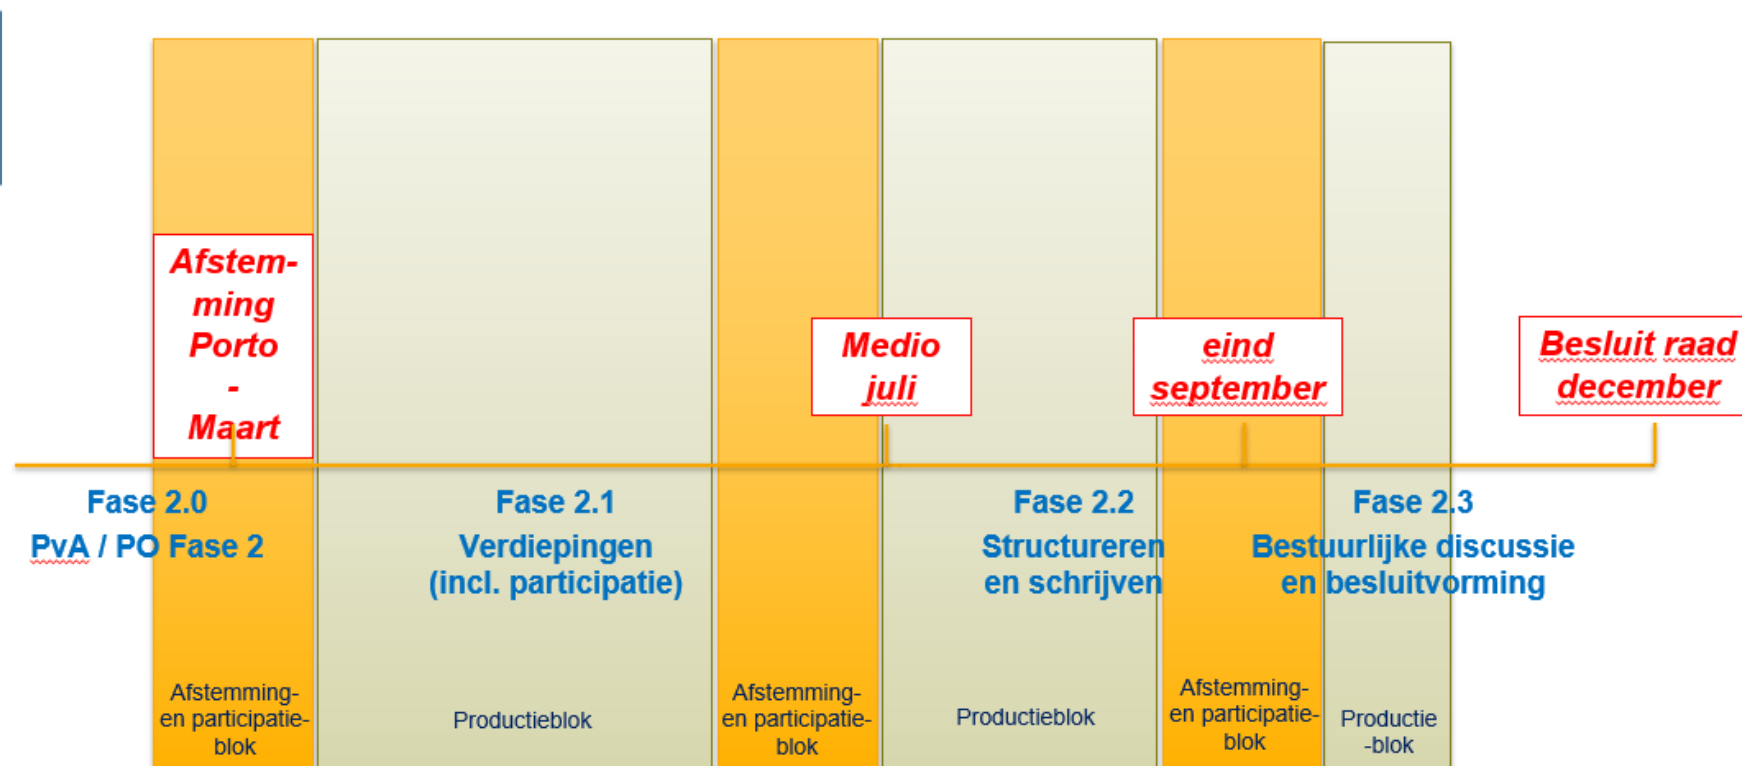 Afstem-
ming
Porto
-
Maart
Medio
juli
eind
september
Besluit raad
december
Fase 2.0
PvA / PO Fase 2
Fase 2.1
Verdiepingen
(incl. participatie)
Fase 2.2
Structureren
en schrijven
Fase 2.3
Bestuurlijke discussie
en besluitvorming
Afstemming-
en participatie-
blok
Productieblok
Afstemming-
en participatie-
blok
Productieblok
Afstemming-
en participatie-
blok
Productie
-blok